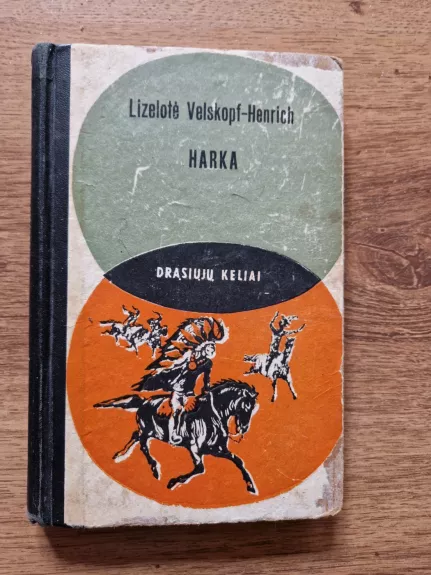 Lizelotė Velskopf-Henrich
HARKA
DRĄSIŲJŲ KELIAI